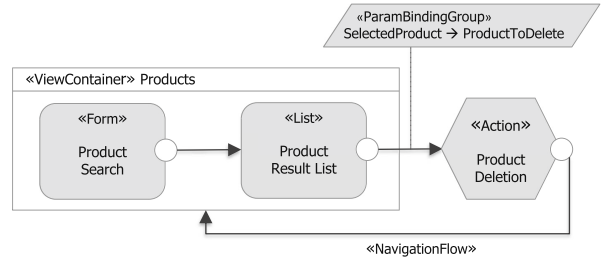 «ParamBindingGroup»
SelectedProduct → ProductToDelete
«ViewContainer» Products
«Form»
Product
Search
«List»
Product
Result List
«Action»
Product
Deletion
«NavigationFlow»